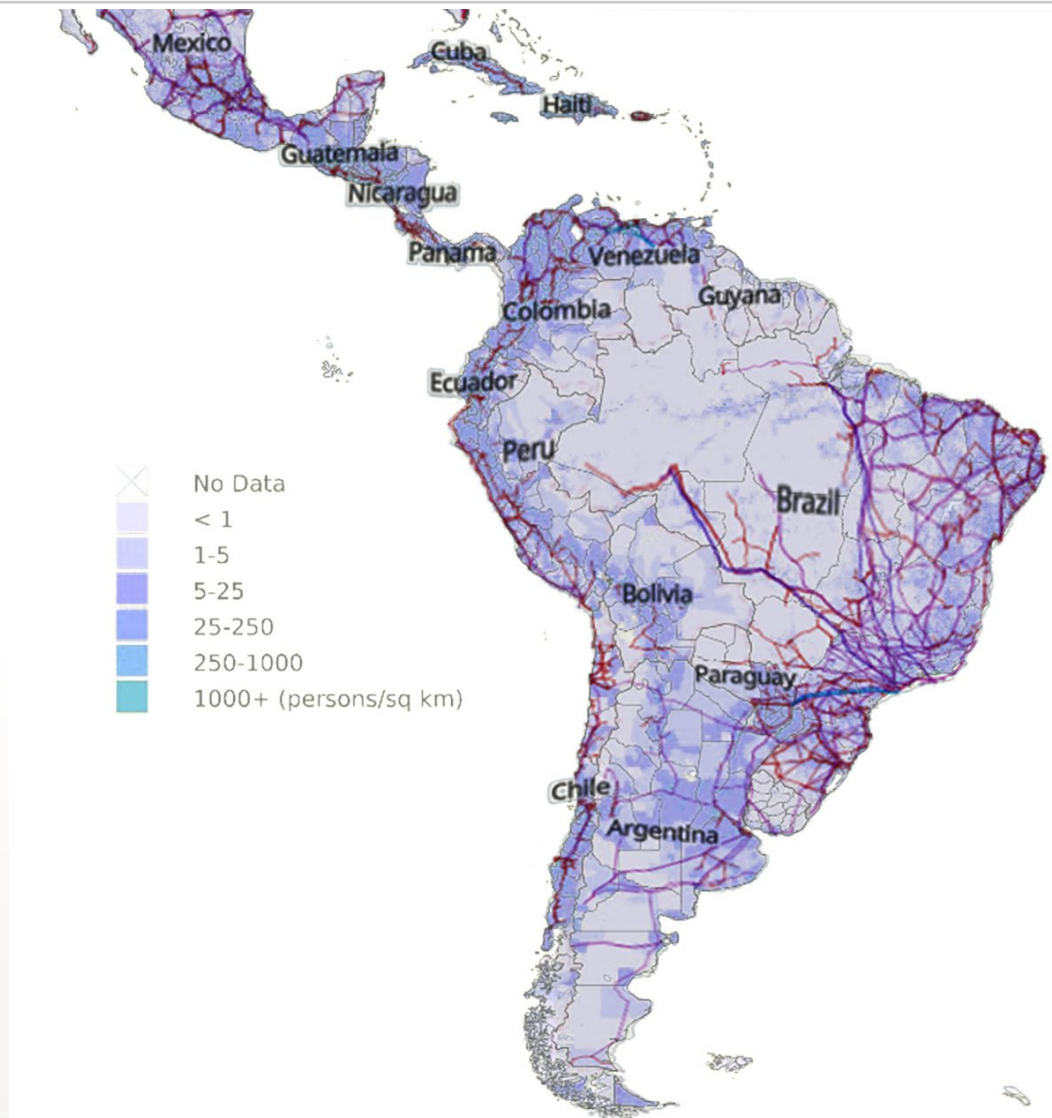 Mexico
Cuba
Haiti
Guatemala
Nicaragua
Panama
Venezuela
Guyana
Colombia
Ecuador
Peru
Brazil
Bolivia
Paraguay
Chile
Argentina
No Data
< 1
1-5
5-25
25-250
250-1000
1000+ (persons/sq km)